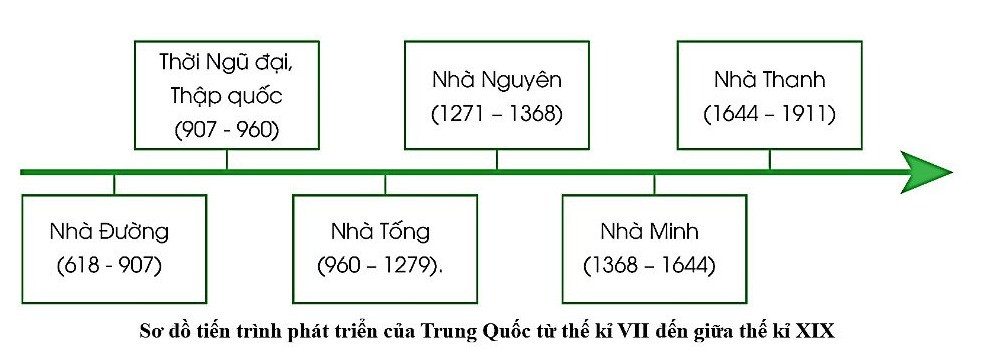 Thời Ngũ đại,
Thập quốc
(907 - 960)
Nhà Nguyên
(1271 – 1368)
Nhà Thanh
(1644 – 1911)
Nhà Đường
(618 - 907)
Nhà Tống
(960 – 1279).
Nhà Minh
(1368 – 1644)
Sơ đồ tiến trình phát triển của Trung Quốc từ thế kỉ VII đến giữa thế kỉ XIX